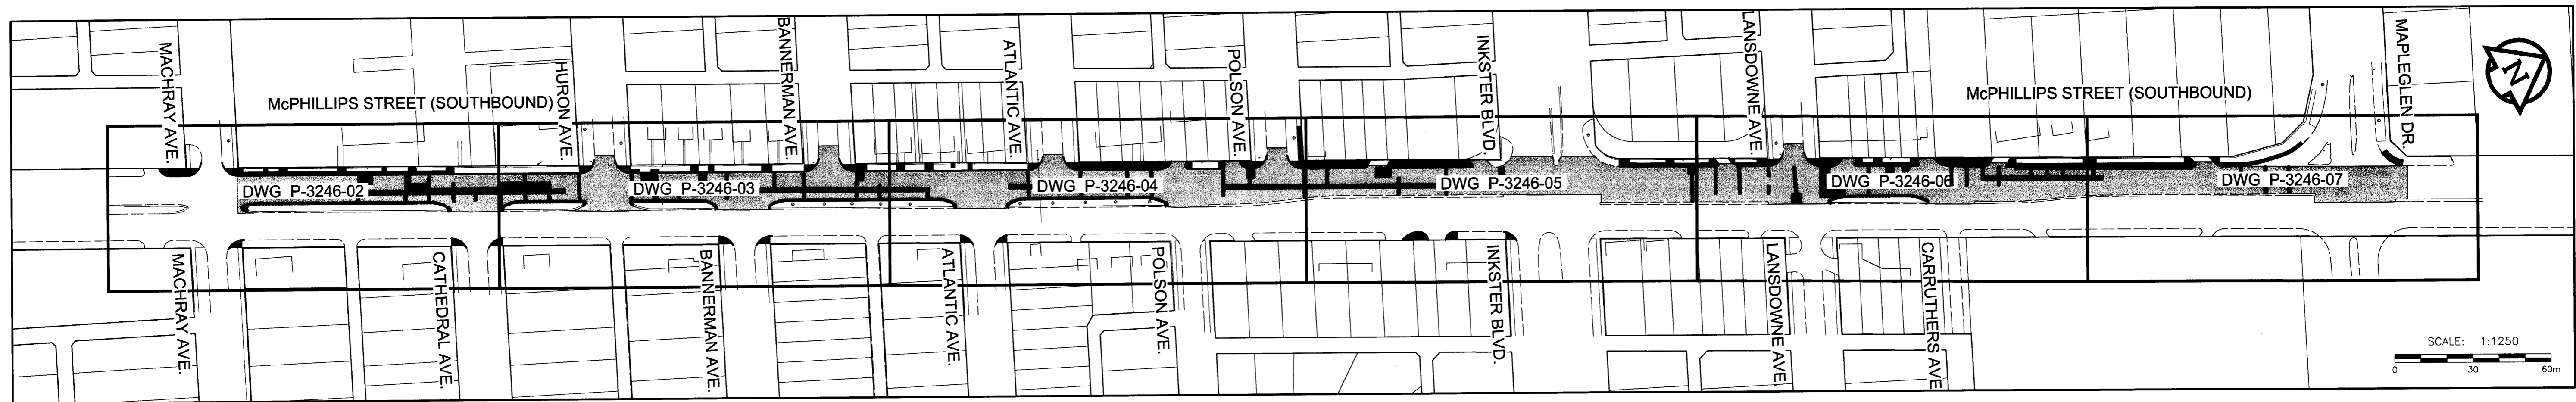 MACHRAY AVE.
HURON AVE.
BANNERMAN AVE.
ATLANTIC AVE.
POLSON AVE.
INKSTER BLVD.
LANSDOWNE AVE.
MAPLEGLEN DR.
N
McPHILLIPS STREET (SOUTHBOUND)
McPHILLIPS STREET (SOUTHBOUND)
DWG P-3246-02
DWG P-3246-03
DWG P-3246-04
DWG P-3246-05
DWG P-3246-06
DWG P-3246-07
MACHRAY AVE.
CATHEDRAL AVE.
BANNERMAN AVE.
ATLANTIC AVE.
POLSON AVE.
INKSTER BLVD.
LANSDOWNE AVE.
CARRUTHERS AVE
SCALE: 1:1250
0 30 60m